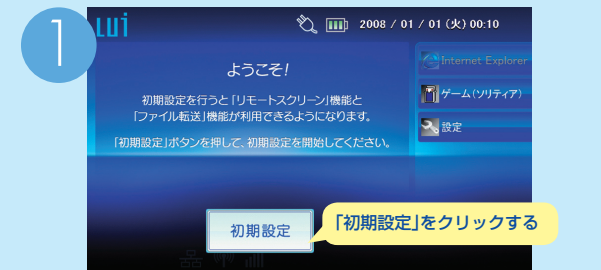 1
Lui
2008 / 01 / 01 (火) 00:10
ようこそ!
初期設定を行うと「リモートスクリーン」機能と
「ファイル転送」機能が利用できるようになります。
「初期設定」ボタンを押して、初期設定を開始してください。
Internet Explorer
ゲーム(ソリティア)
設定
初期設定
「初期設定」をクリックする